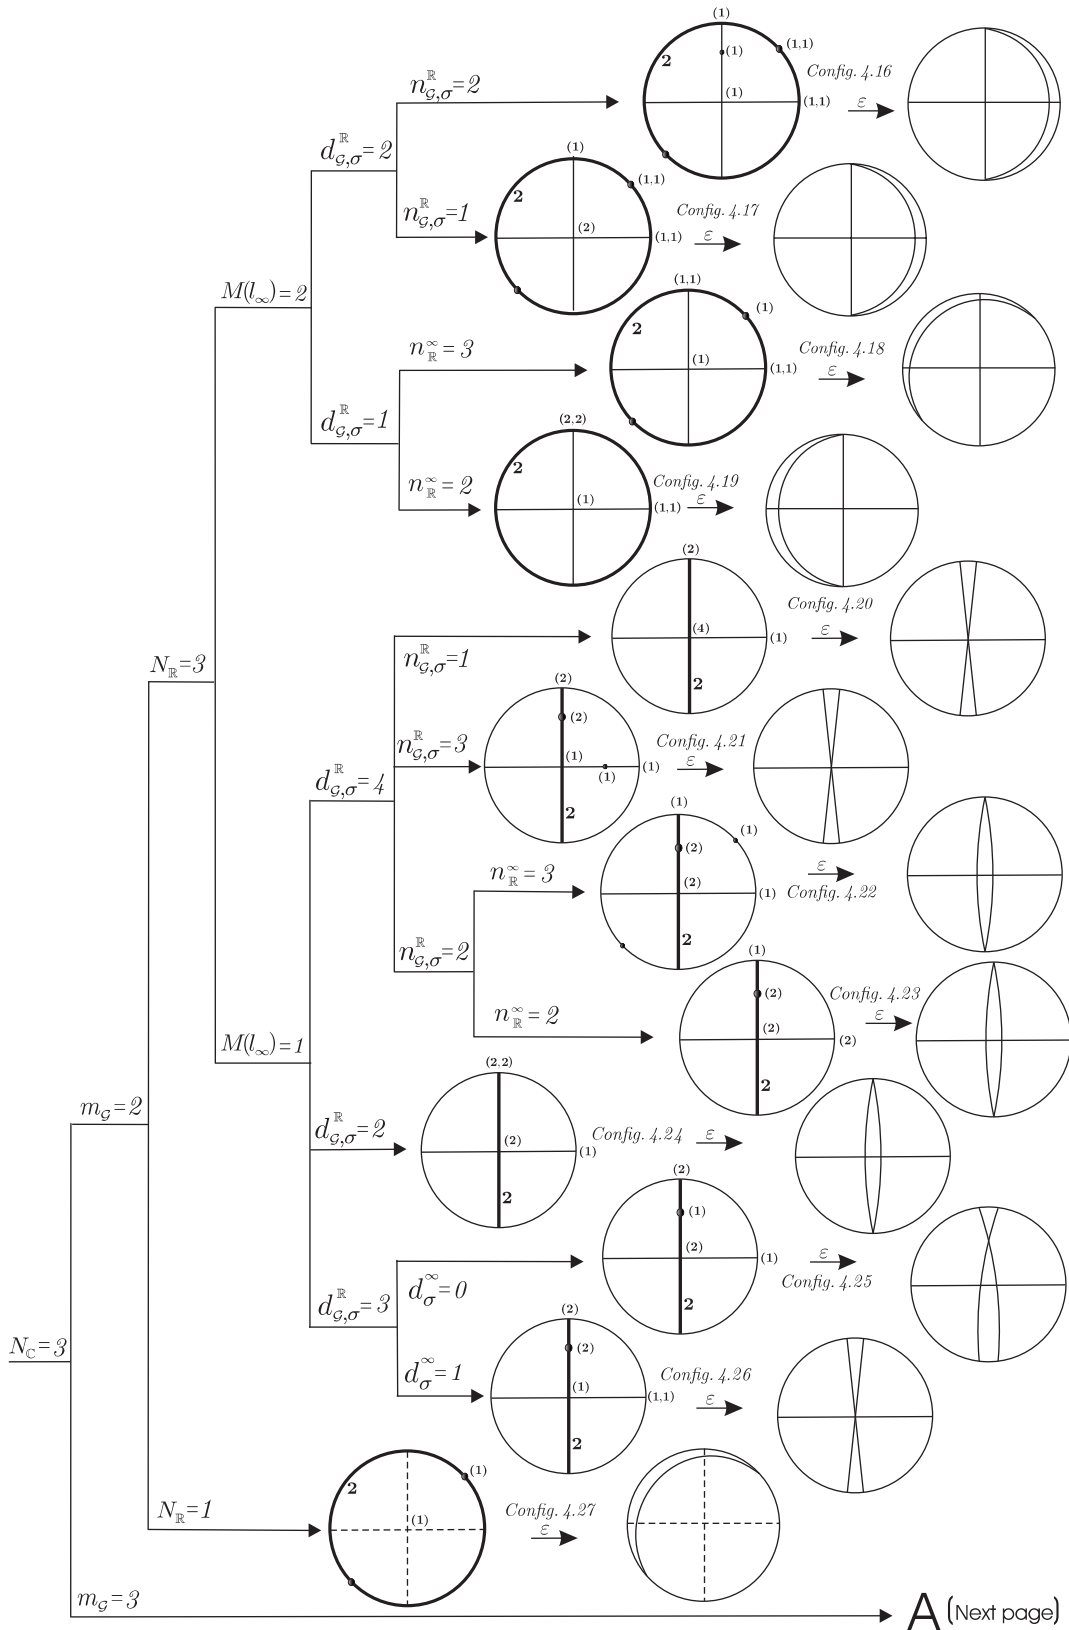 (1)
n^ℝ_{𝒢,σ}=2
2
(1)
(1,1)
Config. 4.16
(1)
(1,1)
ε
d^ℝ_{𝒢,σ}=2
(1)
n^ℝ_{𝒢,σ}=1
2
(1,1)
Config. 4.17
(2)
(1,1)
ε
M(l_∞)=2
(1,1)
n^∞_ℝ=3
2
(1)
Config. 4.18
(1)
(1,1)
ε
d^ℝ_{𝒢,σ}=1
(2,2)
n^∞_ℝ=2
2
Config. 4.19
(1)
(1,1)
ε
N_ℝ=3
(2)
Config. 4.20
n^ℝ_{𝒢,σ}=1
(4)
(1)
ε
2
d^ℝ_{𝒢,σ}=4
(2)
n^ℝ_{𝒢,σ}=3
(2)
Config. 4.21
(1)
(1)
(1)
ε
2
(1)
n^∞_ℝ=3
(2)
(1)
ε
(2)
(1)
Config. 4.22
2
n^ℝ_{𝒢,σ}=2
(1)
n^∞_ℝ=2
(2)
Config. 4.23
(2)
(2)
ε
2
M(l_∞)=1
m_𝒢=2
(2,2)
d^ℝ_{𝒢,σ}=2
(2)
(1)
Config. 4.24
ε
2
(2)
(1)
d^∞_σ=0
(2)
(1)
ε
Config. 4.25
2
d^ℝ_{𝒢,σ}=3
(2)
N_ℂ=3
d^∞_σ=1
(2)
Config. 4.26
(1)
(1,1)
ε
2
N_ℝ=1
2
(1)
(1)
Config. 4.27
ε
m_𝒢=3
A (Next page)